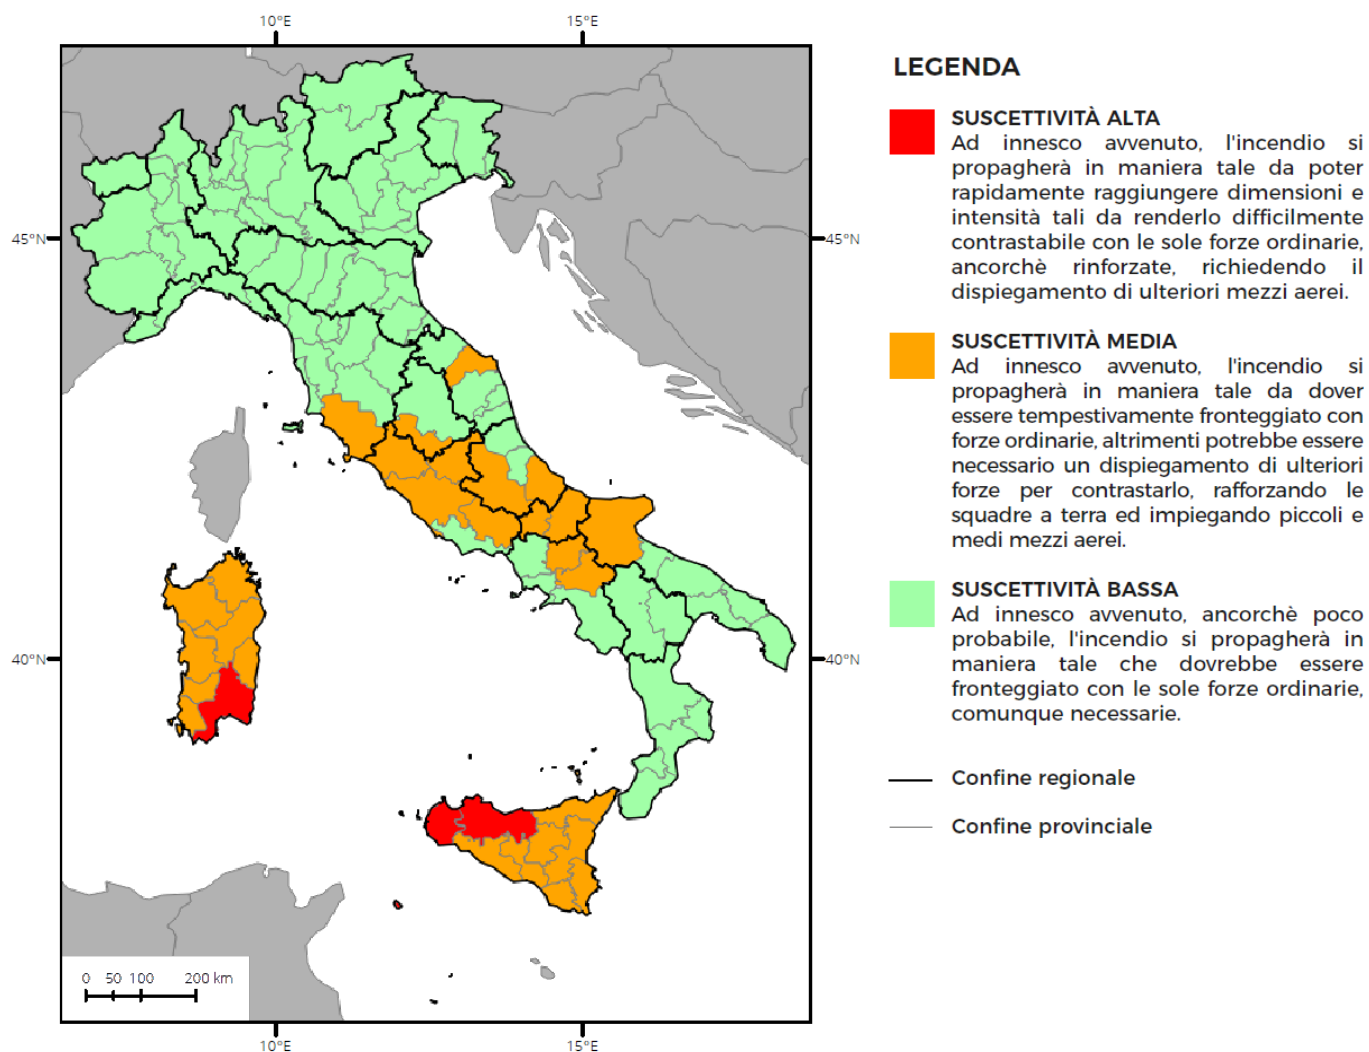 10°E 15°E
45°N 45°N
40°N 40°N
0 50 100 200 km
10°E 15°E
LEGENDA
SUSCETTIVITÀ ALTA
Ad innesco avvenuto, l'incendio si
propagherà in maniera tale da poter
rapidamente raggiungere dimensioni e
intensità tali da renderlo difficilmente
contrastabile con le sole forze ordinarie,
ancorchè rinforzate, richiedendo il
dispiegamento di ulteriori mezzi aerei.
SUSCETTIVITÀ MEDIA
Ad innesco avvenuto, l'incendio si
propagherà in maniera tale da dover
essere tempestivamente fronteggiato con
forze ordinarie, altrimenti potrebbe essere
necessario un dispiegamento di ulteriori
forze per contrastarlo, rafforzando le
squadre a terra ed impiegando piccoli e
medi mezzi aerei.
SUSCETTIVITÀ BASSA
Ad innesco avvenuto, ancorchè poco
probabile, l'incendio si propagherà in
maniera tale che dovrebbe essere
fronteggiato con le sole forze ordinarie,
comunque necessarie.
Confine regionale
Confine provinciale